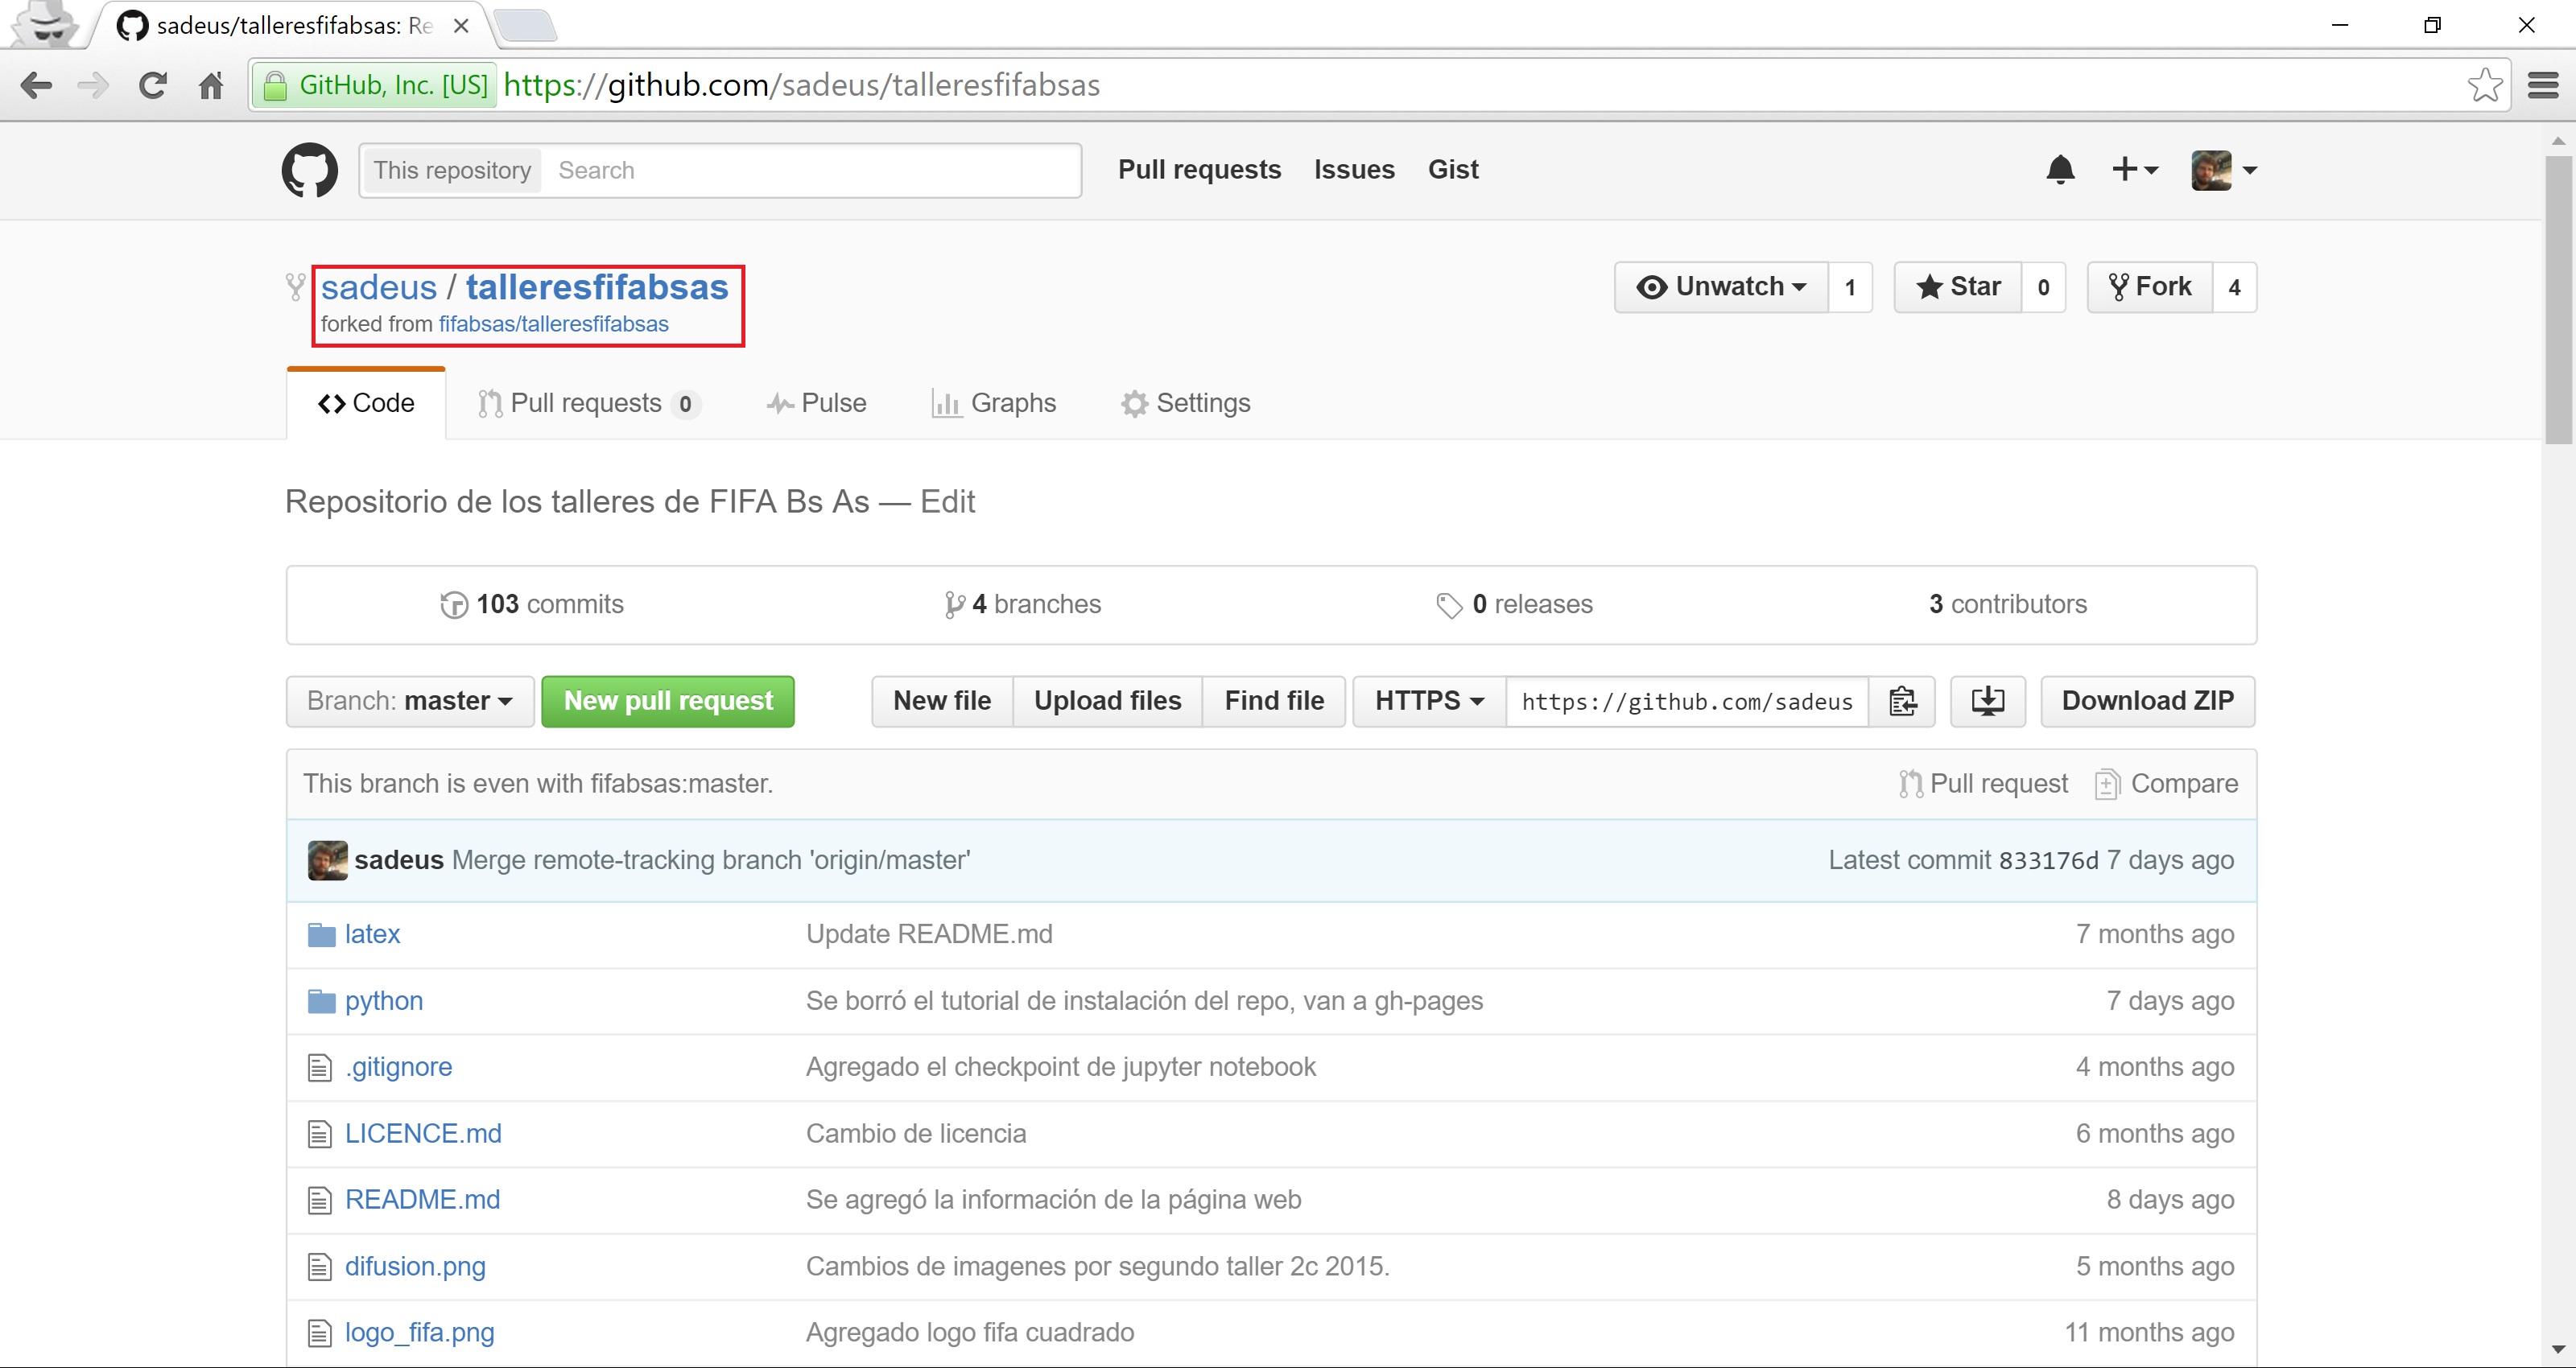 sadeus/talleresfifabsas: Re
GitHub, Inc. [US] https://github.com/sadeus/talleresfifabsas
This repository Search Pull requests Issues Gist
sadeus / talleresfifabsas
forked from fifabsas/talleresfifabsas
Unwatch 1 Star 0 Fork 4
Code Pull requests 0 Pulse Graphs Settings
Repositorio de los talleres de FIFA Bs As — Edit
103 commits 4 branches 0 releases 3 contributors
Branch: master New pull request New file Upload files Find file HTTPS https://github.com/sadeus Download ZIP
This branch is even with fifabsas:master. Pull request Compare
sadeus Merge remote-tracking branch 'origin/master' Latest commit 833176d 7 days ago
latex Update README.md 7 months ago
python Se borró el tutorial de instalación del repo, van a gh-pages 7 days ago
.gitignore Agregado el checkpoint de jupyter notebook 4 months ago
LICENCE.md Cambio de licencia 6 months ago
README.md Se agregó la información de la página web 8 days ago
difusion.png Cambios de imagenes por segundo taller 2c 2015. 5 months ago
logo_fifa.png Agregado logo fifa cuadrado 11 months ago